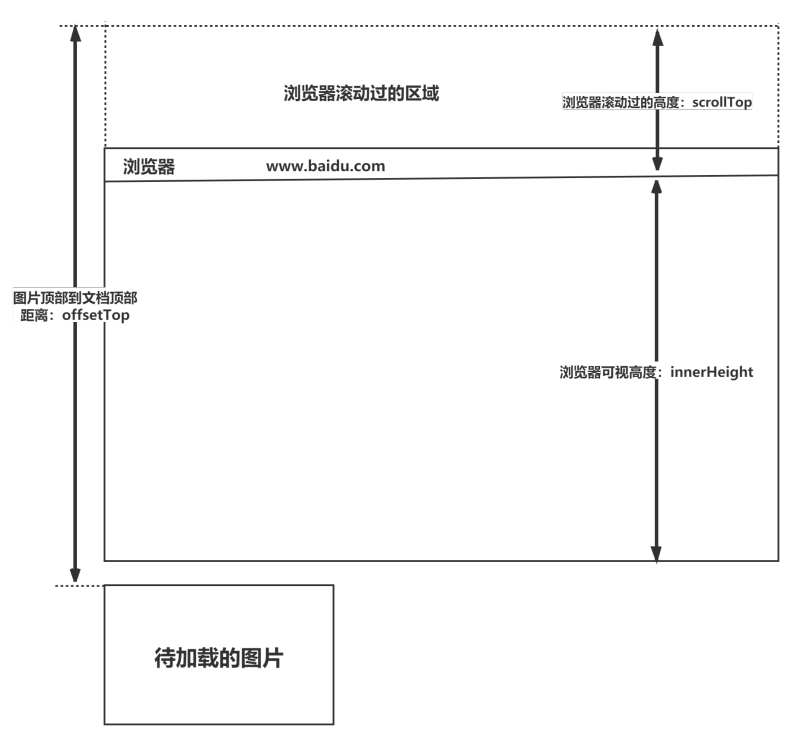 浏览器滚动过的区域
浏览器滚动过的高度：scrollTop
浏览器 www.baidu.com
图片顶部到文档顶部
距离：offsetTop
浏览器可视高度：innerHeight
待加载的图片